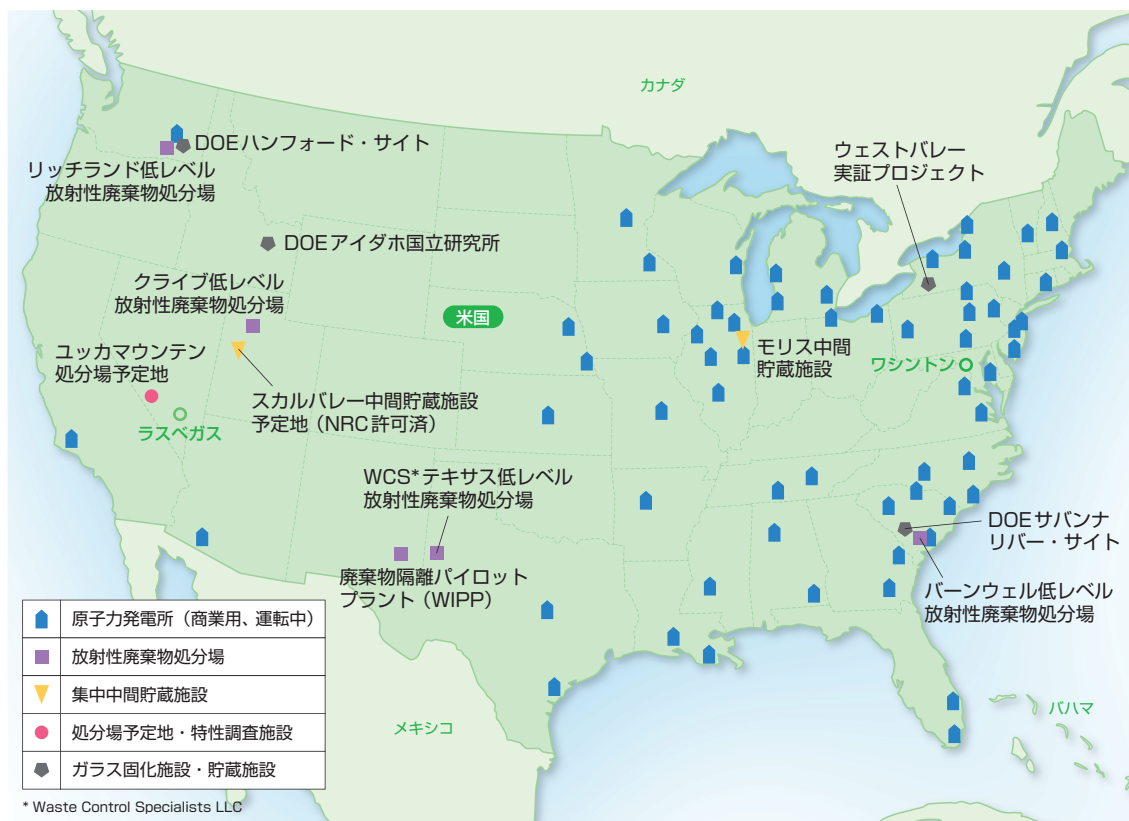 カナダ
DOEハンフォード・サイト
リッチランド低レベル
放射性廃棄物処分場
ウェストバレー
実証プロジェクト
DOEアイダホ国立研究所
クライブ低レベル
放射性廃棄物処分場
米国
ユッカマウンテン
処分場予定地
モリス中間
貯蔵施設
ワシントン
スカルバレー中間貯蔵施設
予定地（NRC許可済）
ラスベガス
WCS*テキサス低レベル
放射性廃棄物処分場
DOEサバンナ
リバー・サイト
廃棄物隔離パイロット
プラント（WIPP）
バーンウェル低レベル
放射性廃棄物処分場
原子力発電所（商業用、運転中）
放射性廃棄物処分場
集中中間貯蔵施設
処分場予定地・特性調査施設
ガラス固化施設・貯蔵施設
メキシコ
バハマ
* Waste Control Specialists LLC